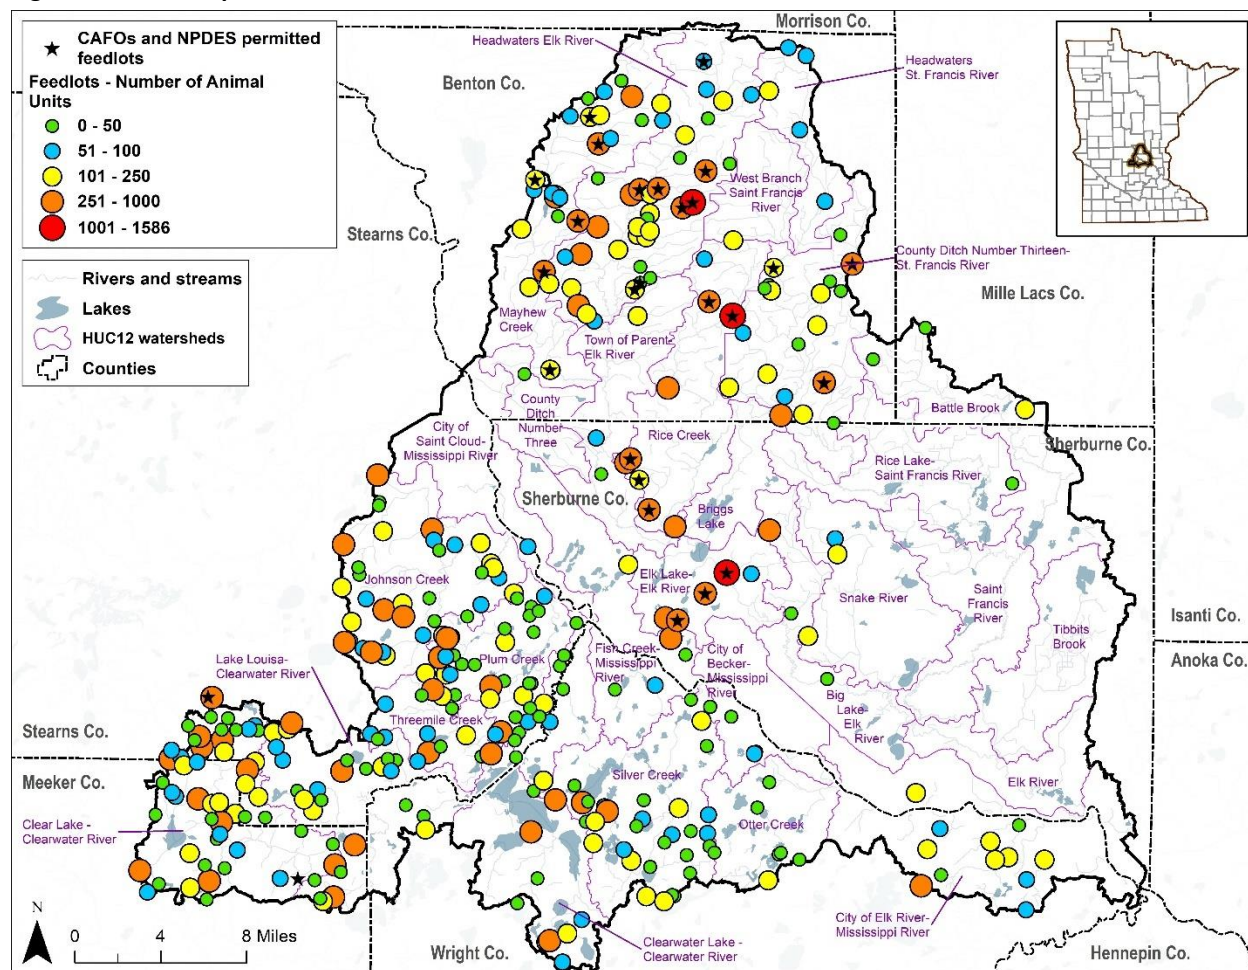 CAFOs and NPDES permitted
feedlots
Feedlots - Number of Animal
Units
0 - 50
51 - 100
101 - 250
251 - 1000
1001 - 1586
Rivers and streams
Lakes
HUC12 watersheds
Counties
Morrison Co.
Headwaters Elk River
Headwaters
St. Francis River
Benton Co.
West Branch
Saint Francis
River
Stearns Co.
County Ditch Number Thirteen-
St. Francis River
Mille Lacs Co.
Mayhew
Creek
Town of Parent-
Elk River
County
Ditch
Number
Three
Battle Brook
City of
Saint Cloud-
Mississippi River
Rice Creek
Sherburne Co.
Rice Lake-
Saint Francis River
Sherburne Co.
Briggs
Lake
Johnson Creek
Elk Lake-
Elk River
Snake River
Saint
Francis
River
Tibbits
Brook
Isanti Co.
Anoka Co.
Lake Louisa-
Clearwater River
Plum Creek
Fish Creek-
Mississippi
River
City of
Becker-
Mississippi
River
Big
Lake-
Elk
River
Threemile Creek
Stearns Co.
Meeker Co.
Silver Creek
Elk River
Clear Lake -
Clearwater River
Otter Creek
N
0 4 8 Miles
Wright Co.
Clearwater Lake -
Clearwater River
City of Elk River-
Mississippi River
Hennepin Co.